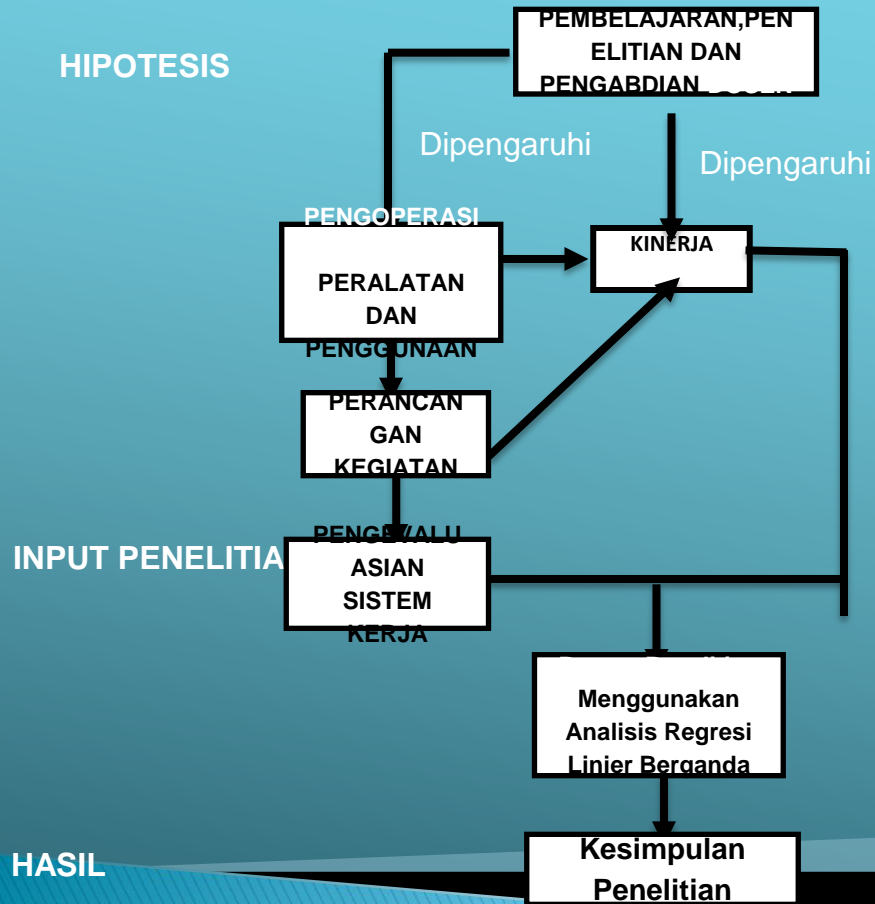 HIPOTESIS
PEMBELAJARAN,PEN
ELITIAN DAN
PENGABDIAN DOSEN
Dipengaruhi
Dipengaruhi
PENGOPERASI
PERALATAN
DAN
PENGGUNAAN
KINERJA
PERANCAN
GAN
KEGIATAN
INPUT PENELITIA
PENGEVALU
ASIAN
SISTEM
KERJA
Menggunakan
Analisis Regresi
Linier Berganda
HASIL
Kesimpulan
Penelitian